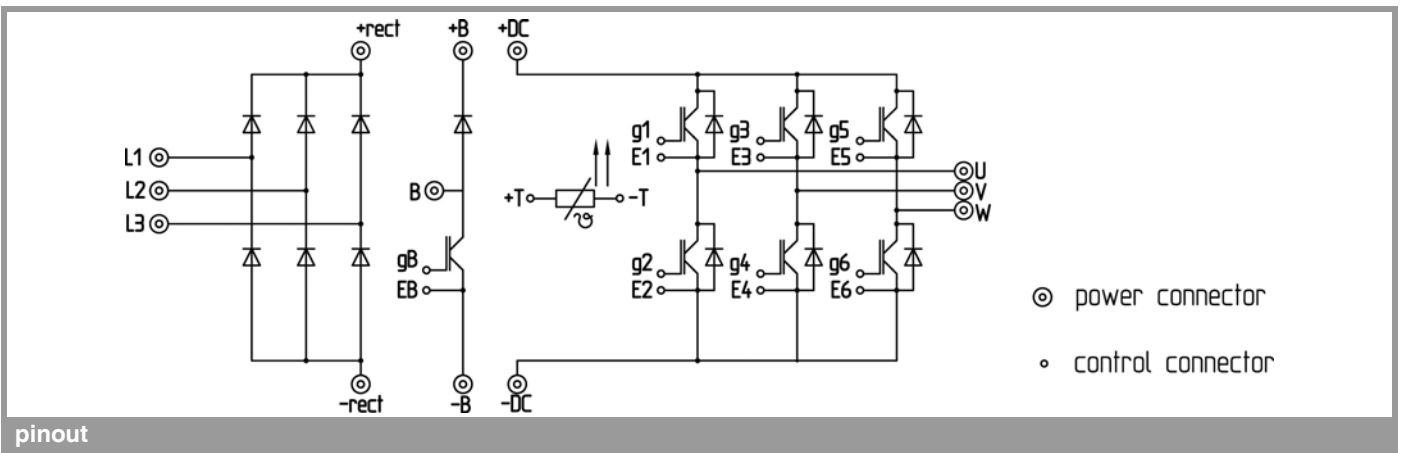 +rect +B +DC
g1 g3 g5
L1 E1 E3 E5
U
L2 B +T -T V
L3 W
ϑ
gB g2 g4 g6
EB E2 E4 E6
power connector
control connector
-rect -B -DC
pinout